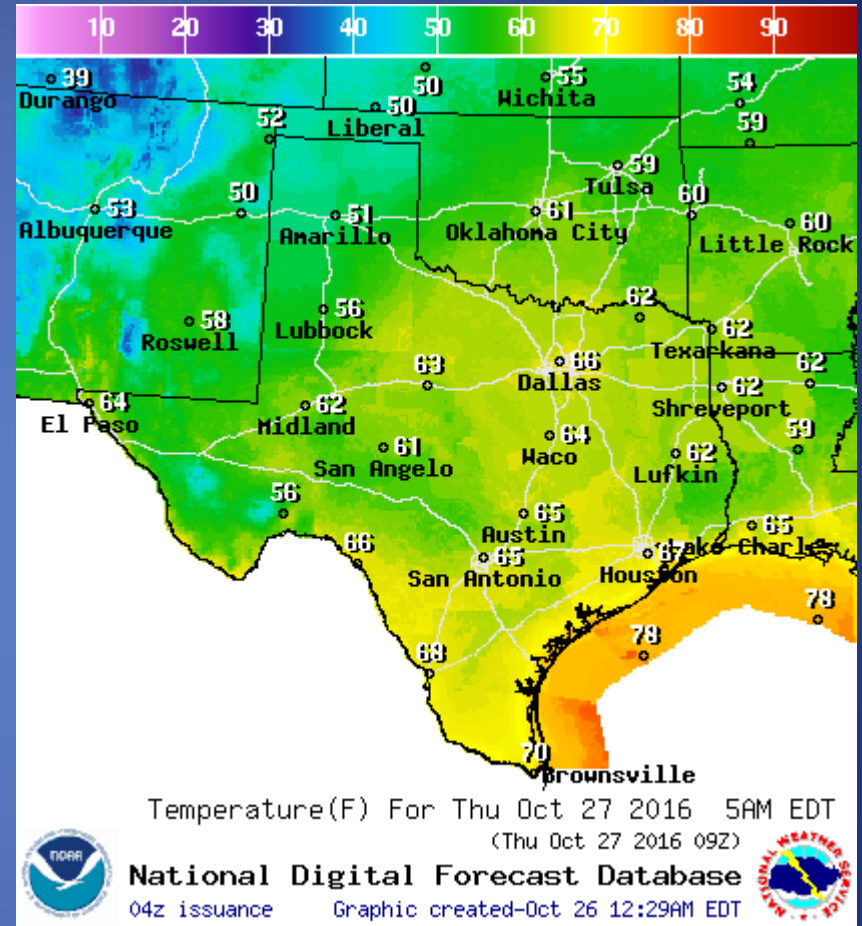 10 20 30 40 50 60 70 80 90
39
Durango
50
50
Liberal
55
Wichita
54
52
59
59
Tulsa
53
Albuquerque
50
51
Amarillo
61
Oklahoma City
60
60
Little Rock
58
Roswell
56
Lubbock
62
62
Texarkana
63
66
Dallas
62
Shreveport
62
64
El Paso
62
Midland
61
San Angelo
64
Waco
62
Lufkin
59
56
65
Austin
65
Lake Charles
66
65
San Antonio
67
Houston
68
78
78
70
Brownsville
Temperature(F) For Thu Oct 27 2016 5AM EDT
(Thu Oct 27 2016 09Z)
National Digital Forecast Database
04z issuance Graphic created-Oct 26 12:29AM EDT
NOAA
NATIONAL WEATHER SERVICE